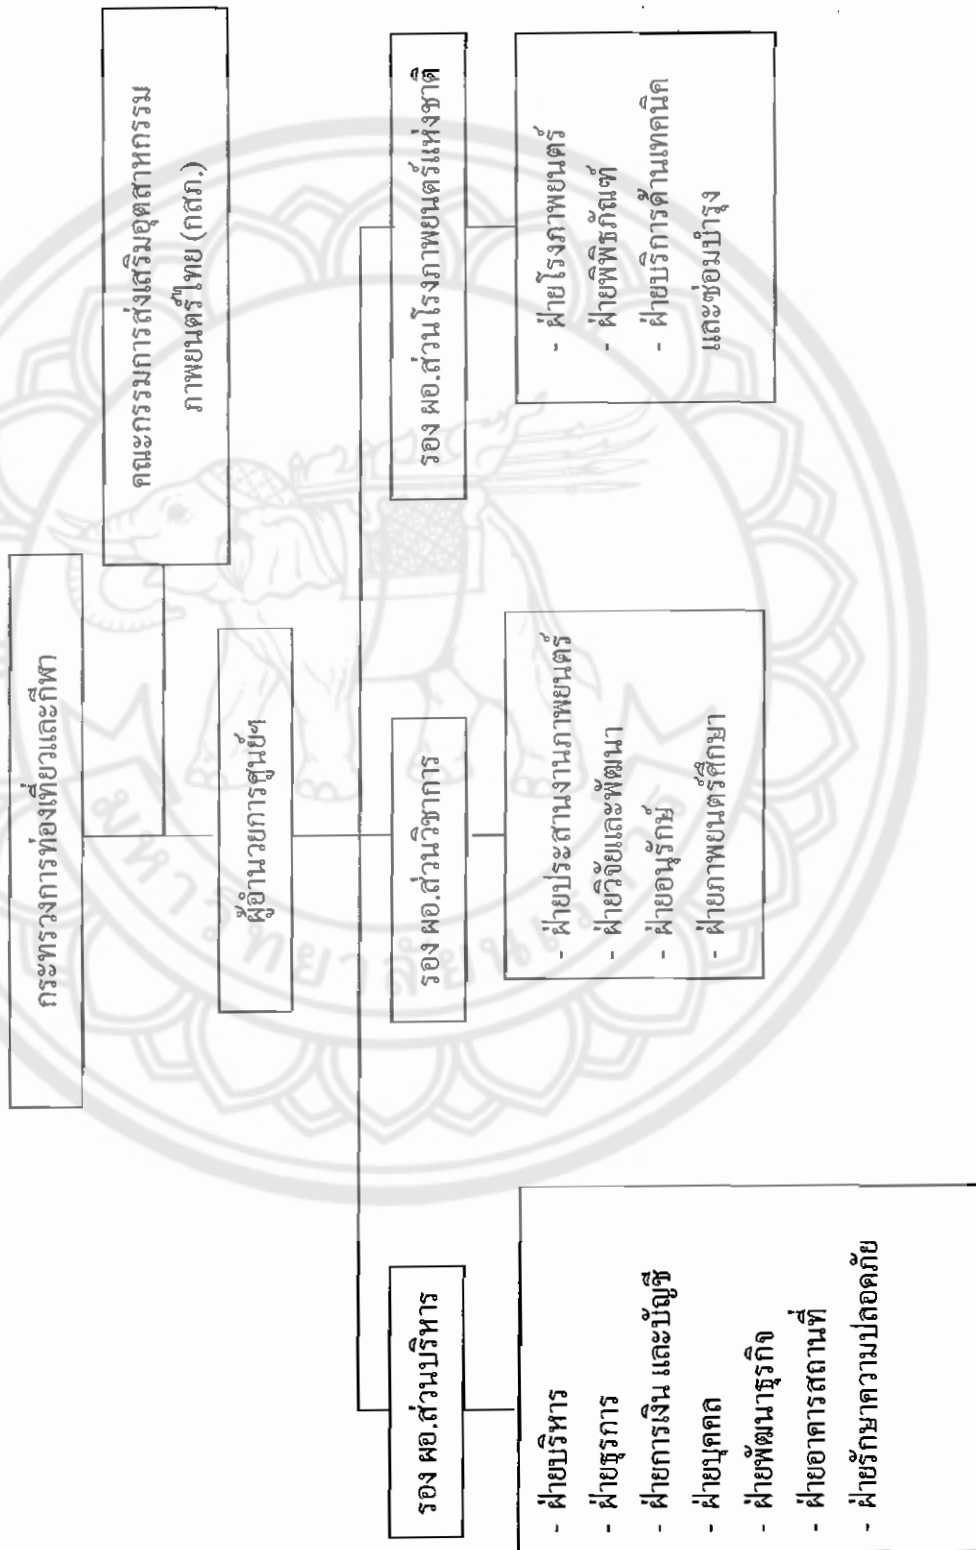 กระทรวงการท่องเที่ยวและกีฬา
คณะกรรมการส่งเสริมอุตสาหกรรม
ภาพยนตร์ไทย (กสภ.)
ผู้อำนวยการศูนย์ฯ
รอง ผอ.ส่วนบริหาร
- ฝ่ายบริหาร
- ฝ่ายธุรการ
- ฝ่ายการเงิน และบัญชี
- ฝ่ายบุคคล
- ฝ่ายพัฒนาธุรกิจ
- ฝ่ายอาคารสถานที่
- ฝ่ายรักษาความปลอดภัย
รอง ผอ.ส่วนวิชาการ
- ฝ่ายประสานงานภาพยนตร์
- ฝ่ายวิจัยและพัฒนา
- ฝ่ายอนุรักษ์
- ฝ่ายภาพยนตร์ศึกษา
รอง ผอ.ส่วนโรงภาพยนตร์แห่งชาติ
- ฝ่ายโรงภาพยนตร์
- ฝ่ายพิพิธภัณฑ์
- ฝ่ายบริการด้านเทคนิค
และซ่อมบำรุง
มหาวิทยาลัยนเรศวร